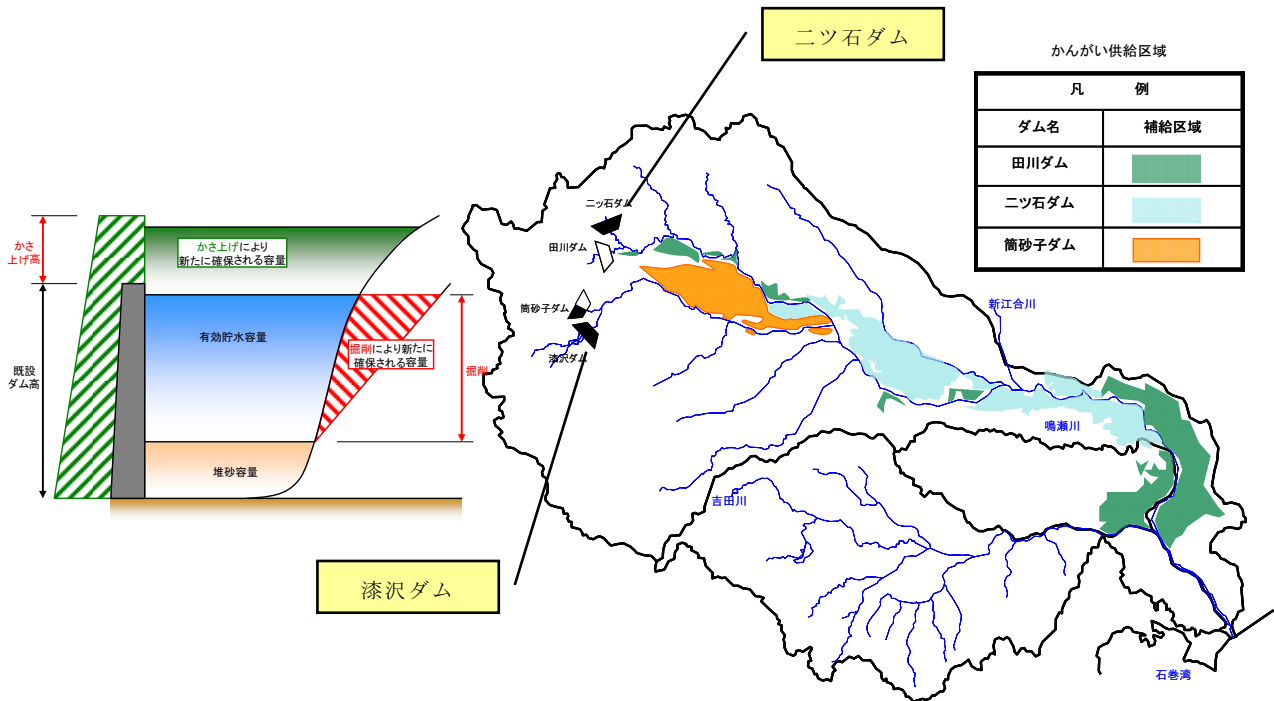 二ツ石ダム
かんがい供給区域
凡 例
ダム名 補給区域
田川ダム
二ツ石ダム
筒砂子ダム
かさ
上げ高
かさ上げにより
新たに確保される容量
既設
ダム高
有効貯水容量
掘削により新たに
確保される容量
掘削
堆砂容量
二ツ石ダム
田川ダム
筒砂子ダム
漆沢ダム
新江合川
鳴瀬川
吉田川
石巻湾
漆沢ダム